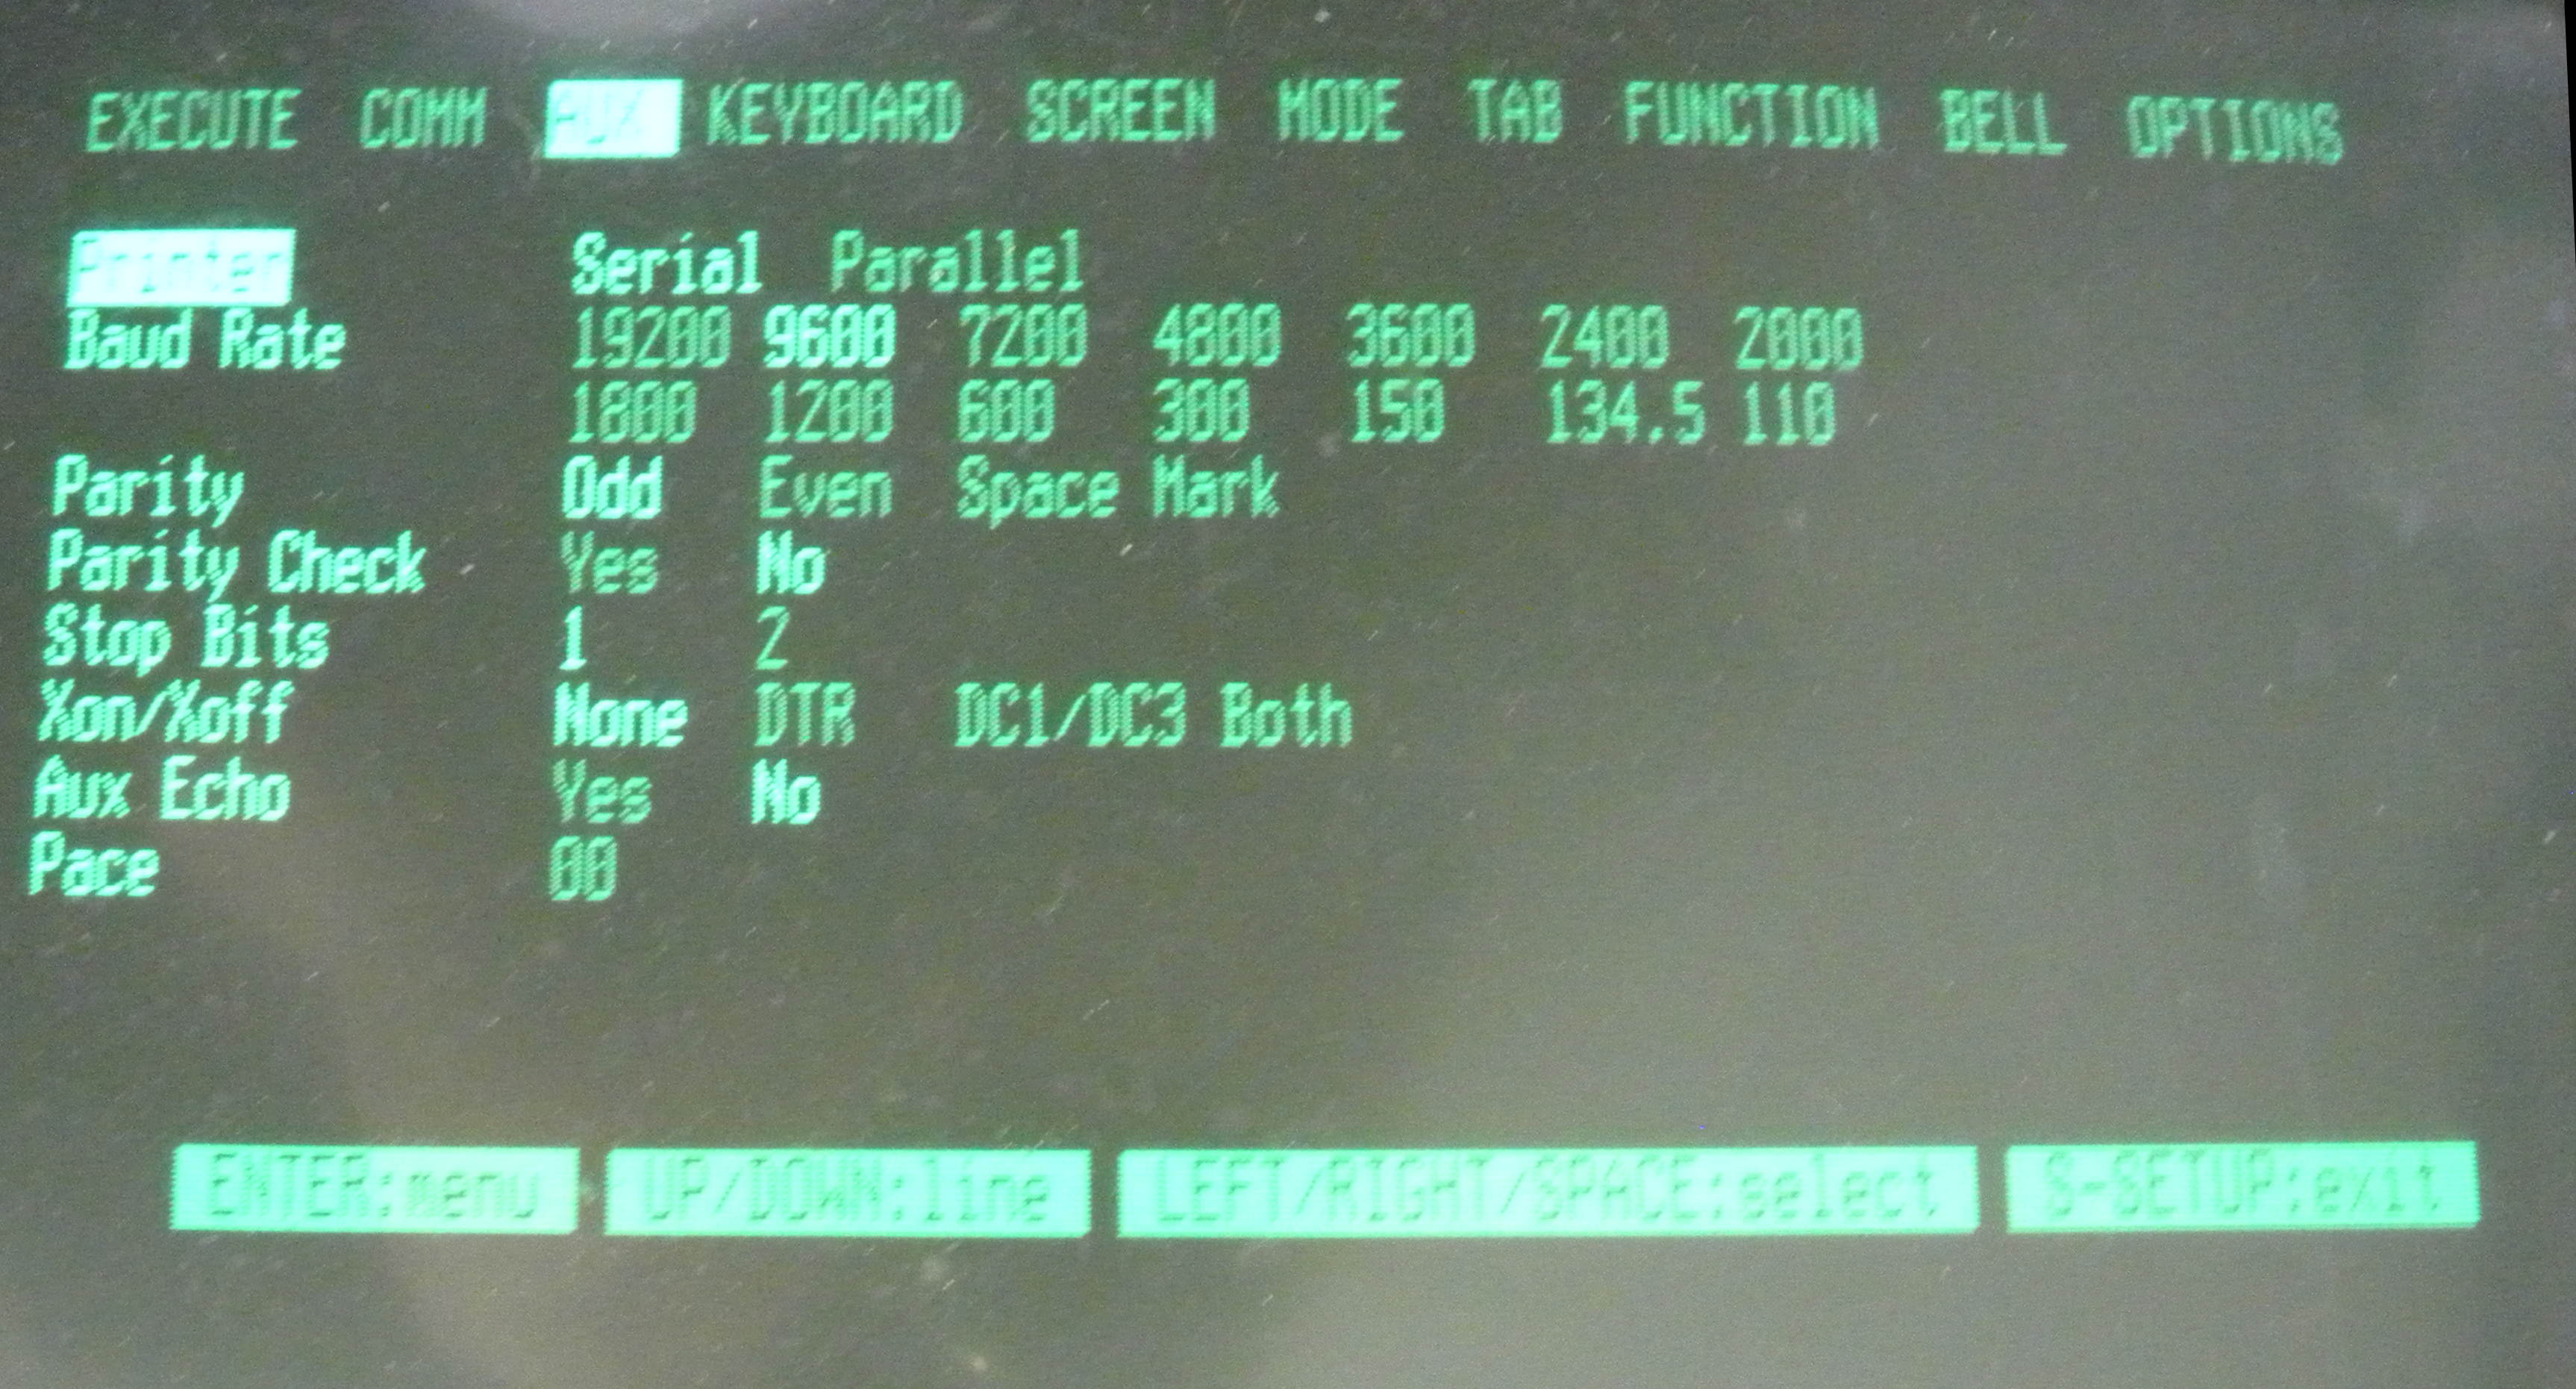 EXECUTE COMM AUX KEYBOARD SCREEN MODE TAB FUNCTION BELL OPTIONS
Printer Serial Parallel
Baud Rate 19200 9600 7200 4800 3600 2400 2000
1800 1200 600 300 150 134.5 110
Parity Odd Even Space Mark
Parity Check Yes No
Stop Bits 1 2
Xon/Xoff None DTR DC1/DC3 Both
Aux Echo Yes No
Pace 00
ENTER:menu UP/DOWN:line LEFT/RIGHT/SPACE:select S-SETUP:exit